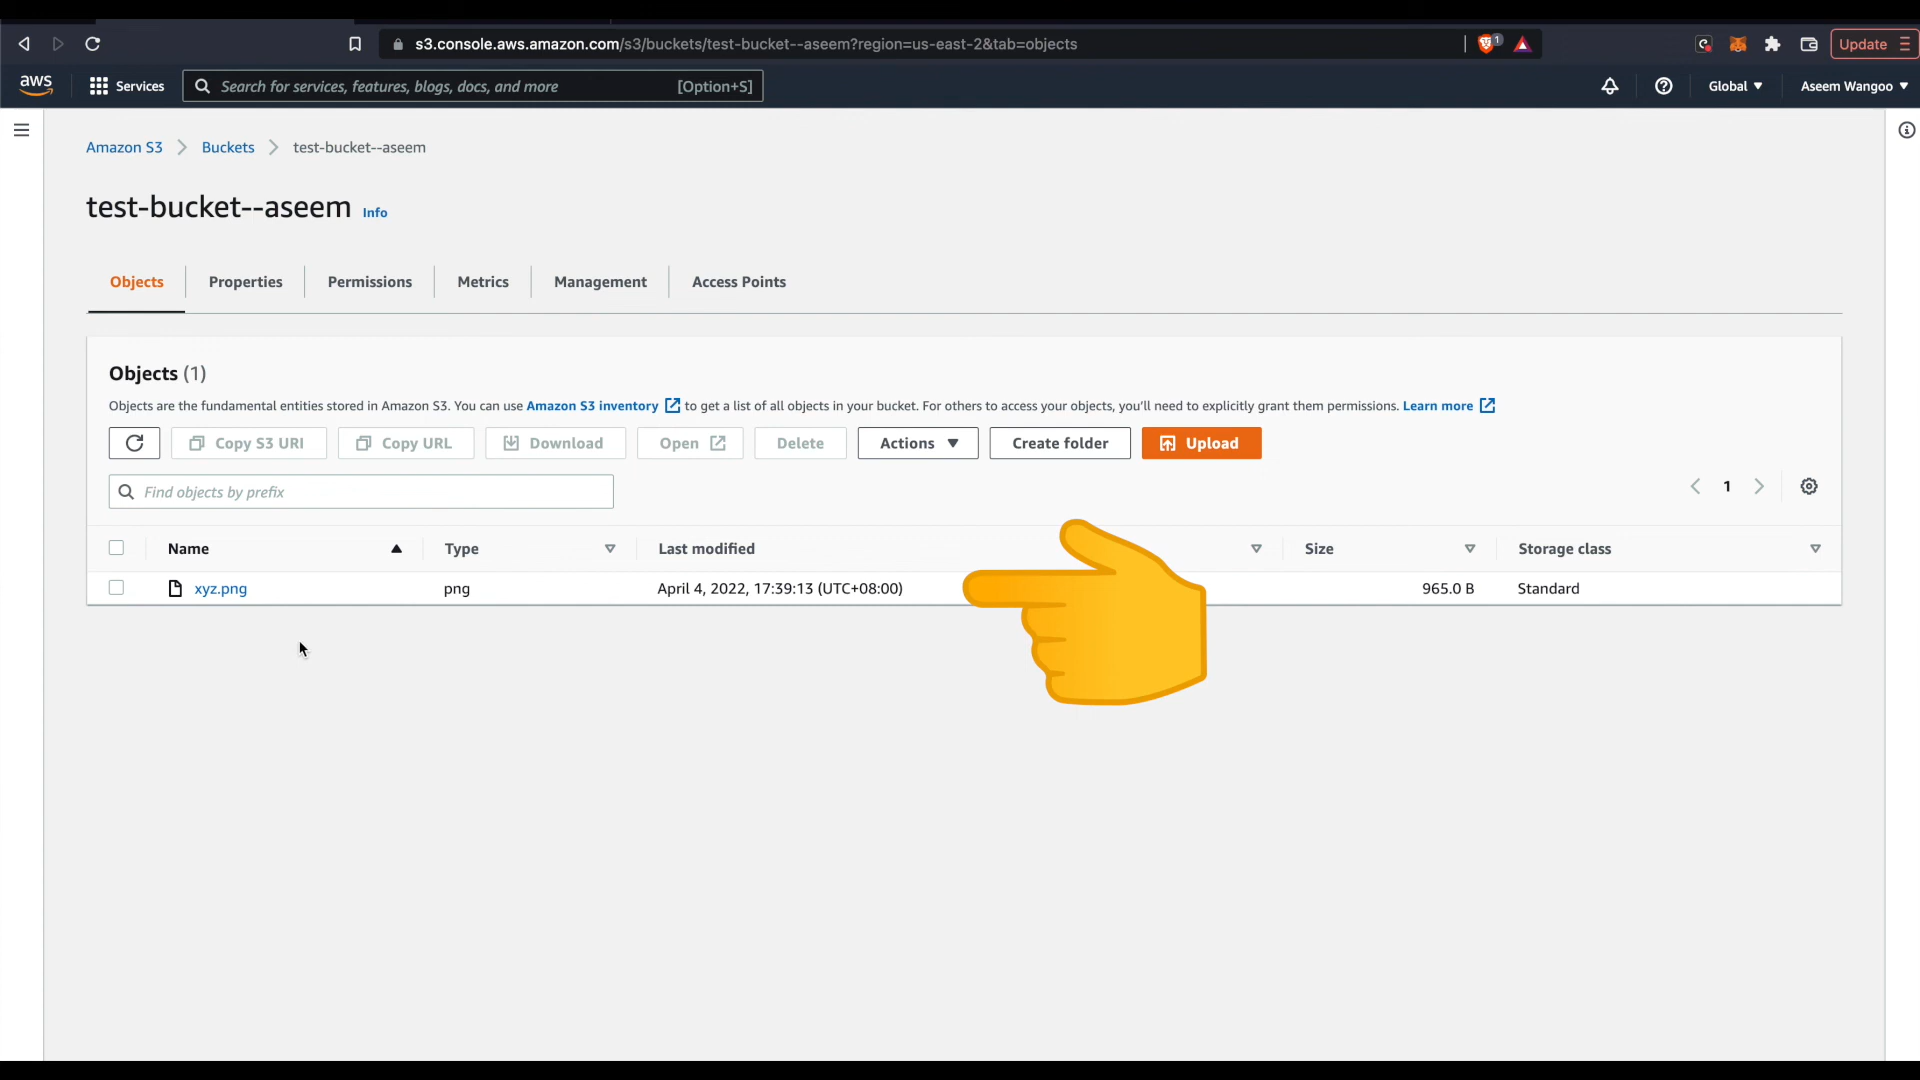 s3.console.aws.amazon.com/s3/buckets/test-bucket--aseem?region=us-east-2&tab=objects
1
Update
aws
Services
Search for services, features, blogs, docs, and more
[Option+S]
Global
Aseem Wangoo
Amazon S3
Buckets
test-bucket--aseem
test-bucket--aseem
Info
Objects
Properties
Permissions
Metrics
Management
Access Points
Objects (1)
Objects are the fundamental entities stored in Amazon S3. You can use Amazon S3 inventory to get a list of all objects in your bucket. For others to access your objects, you'll need to explicitly grant them permissions. Learn more
Copy S3 URI
Copy URL
Download
Open
Delete
Actions
Create folder
Upload
Find objects by prefix
1
Name
Type
Last modified
Size
Storage class
xyz.png
png
April 4, 2022, 17:39:13 (UTC+08:00)
965.0 B
Standard